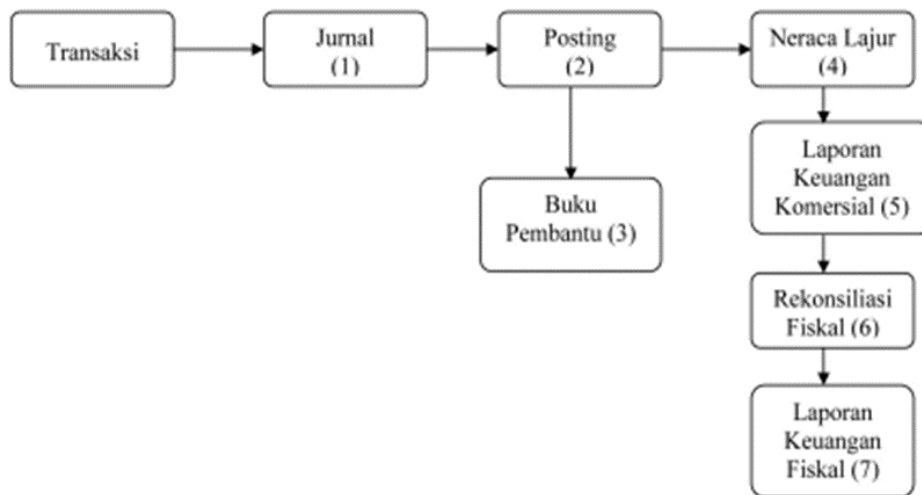 Transaksi
Jurnal
(1)
Posting
(2)
Neraca Lajur
(4)
Buku
Pembantu (3)
Laporan
Keuangan
Komersial (5)
Rekonsiliasi
Fiskal (6)
Laporan
Keuangan
Fiskal (7)